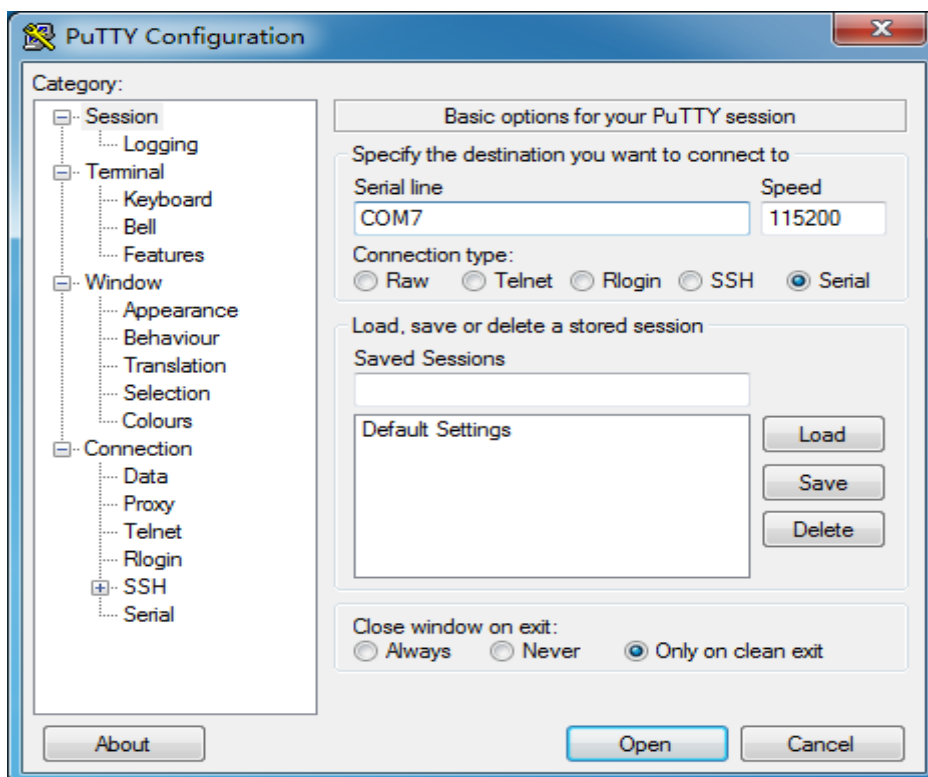 PuTTY Configuration
Category:
Session
Logging
Terminal
Keyboard
Bell
Features
Window
Appearance
Behaviour
Translation
Selection
Colours
Connection
Data
Proxy
Telnet
Rlogin
SSH
Serial
Basic options for your PuTTY session
Specify the destination you want to connect to
Serial line Speed
COM7 115200
Connection type:
Raw Telnet Rlogin SSH Serial
Load, save or delete a stored session
Saved Sessions
Default Settings
Load
Save
Delete
Close window on exit:
Always Never Only on clean exit
About Open Cancel